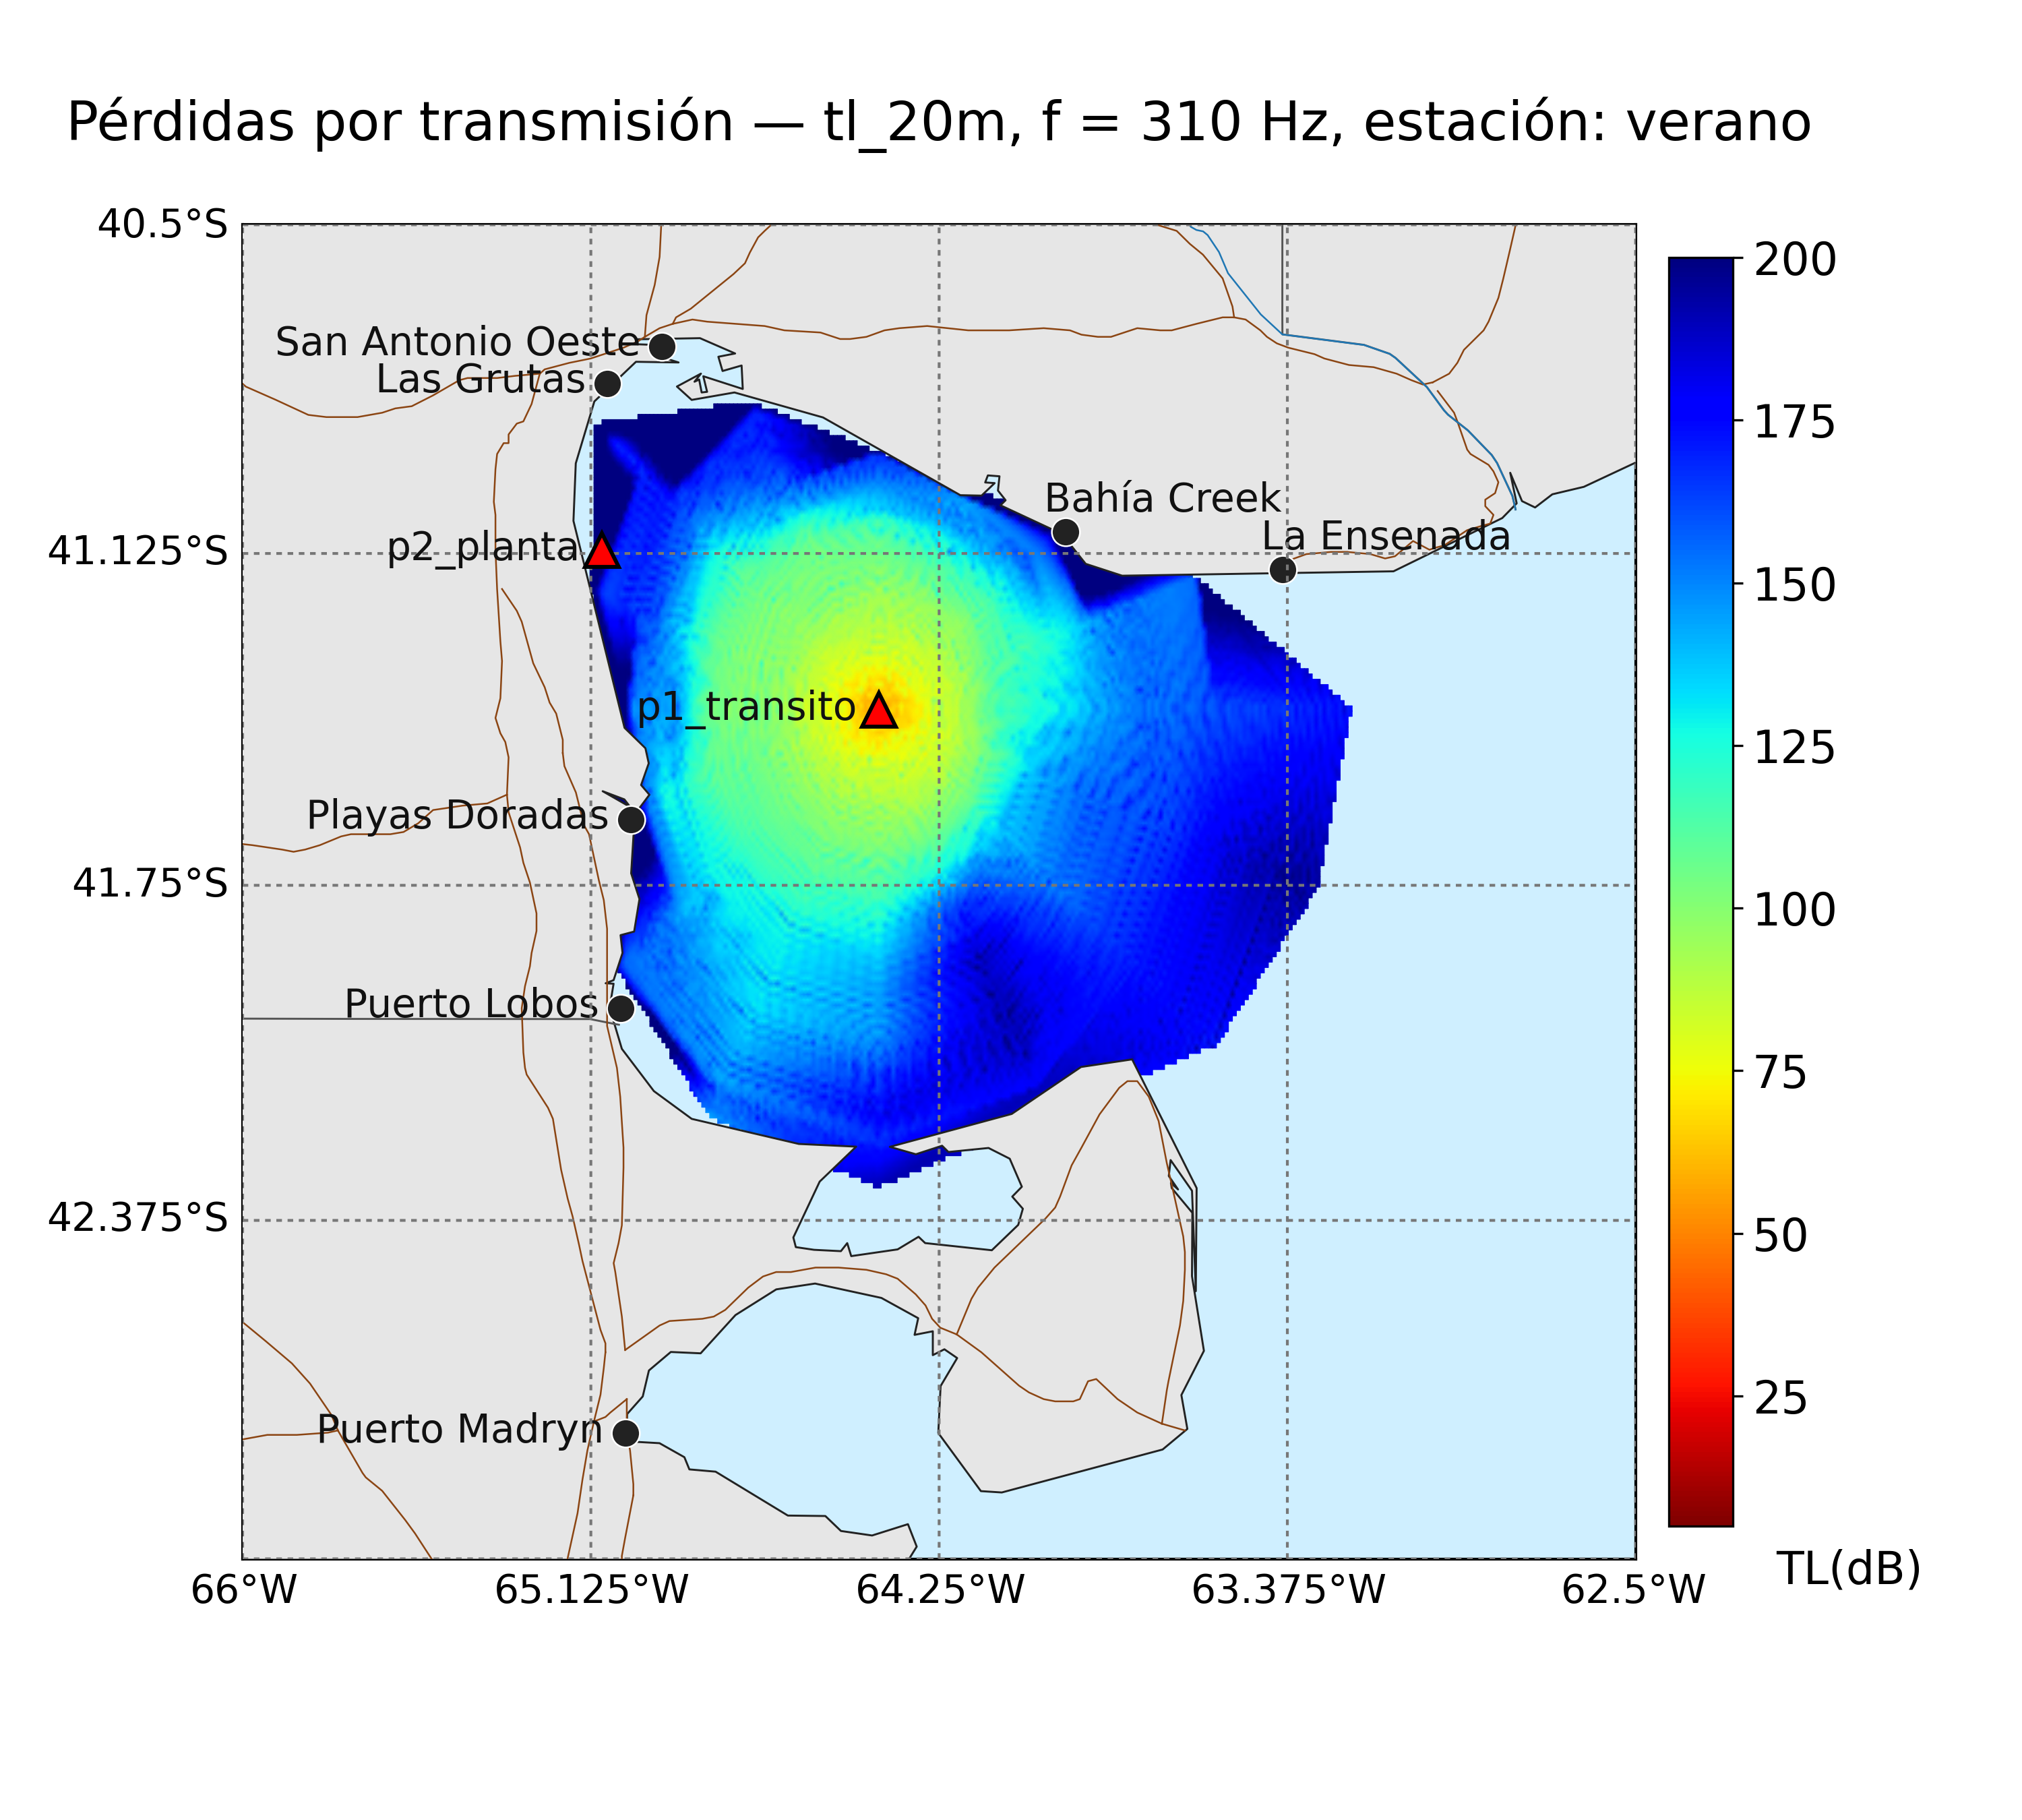 Pérdidas por transmisión — tl_20m, f = 310 Hz, estación: verano
40.5°S
200
San Antonio Oeste
Las Grutas
175
Bahía Creek
La Ensenada
p2_planta
41.125°S
150
p1_transito
125
Playas Doradas
41.75°S
100
Puerto Lobos
75
42.375°S
50
25
Puerto Madryn
TL(dB)
66°W
65.125°W
64.25°W
63.375°W
62.5°W